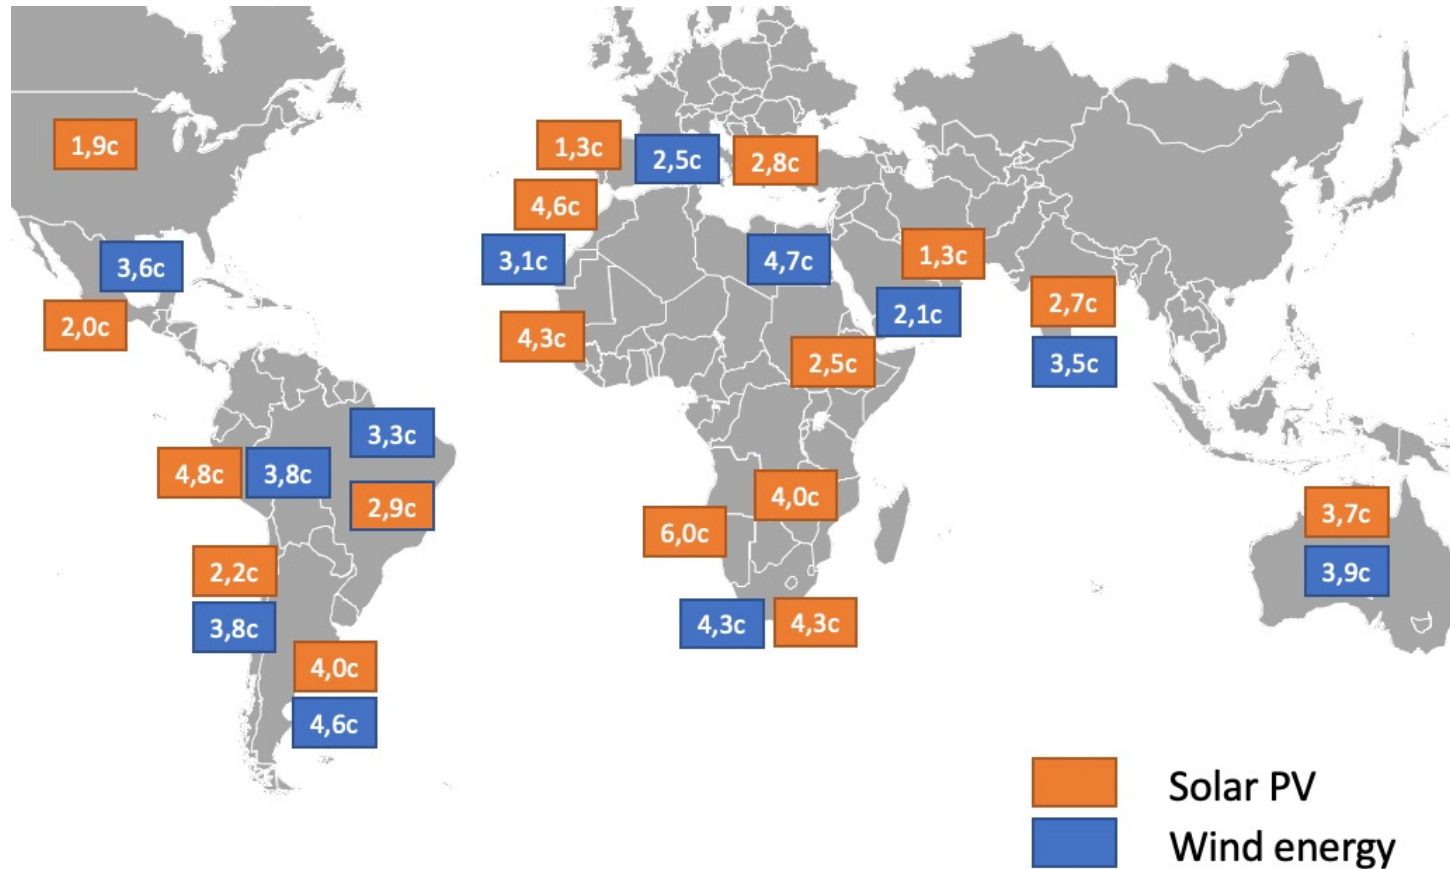 1,9c
1,3c
2,5c
2,8c
4,6c
3,6c
3,1c
4,7c
1,3c
2,0c
4,3c
2,1c
2,7c
2,5c
3,5c
3,3c
4,8c
3,8c
2,9c
4,0c
6,0c
3,7c
2,2c
3,9c
3,8c
4,3c
4,3c
4,0c
4,6c
Solar PV
Wind energy